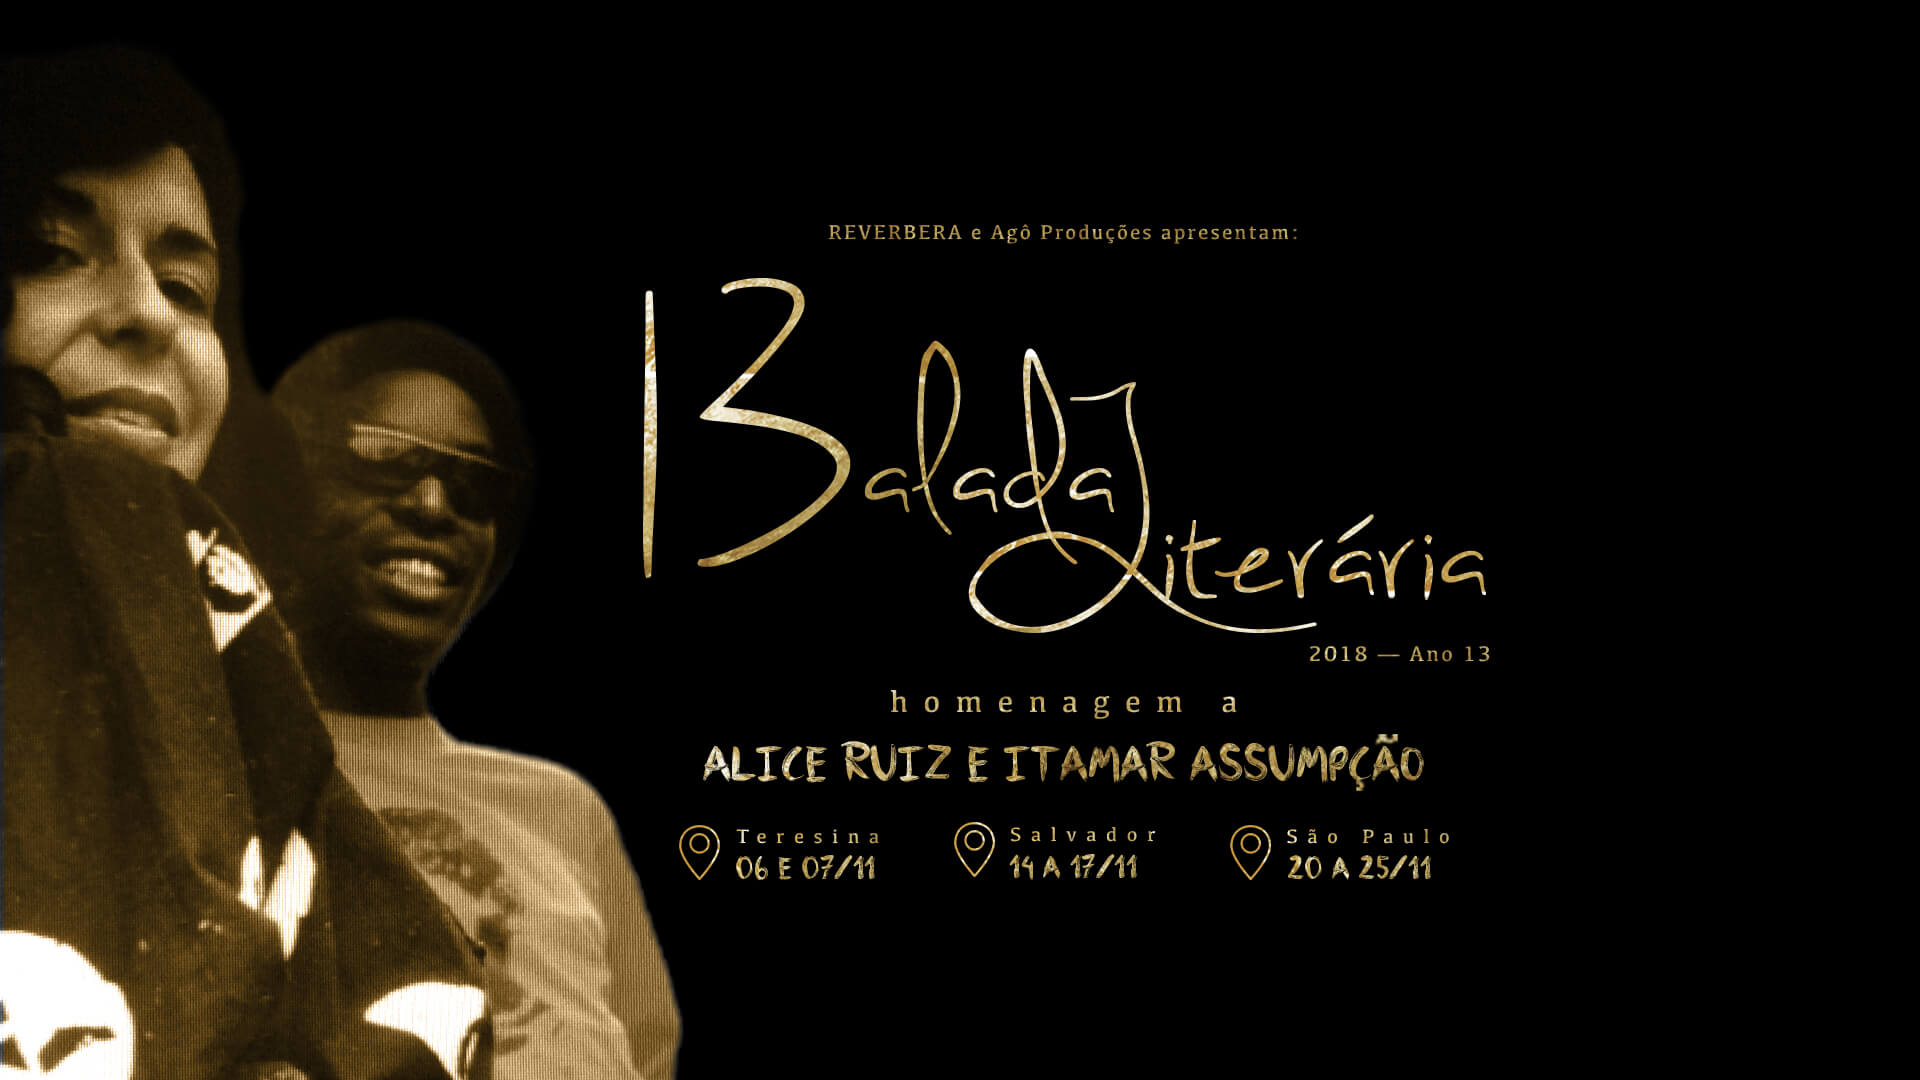 REVERBERA e Agô Produções apresentam:
Balada
Literária
2018 — Ano 13
homenagem a
ALICE RUIZ E ITAMAR ASSUMPÇÃO
Teresina
06 E 07/11
Salvador
14 A 17/11
São Paulo
20 A 25/11